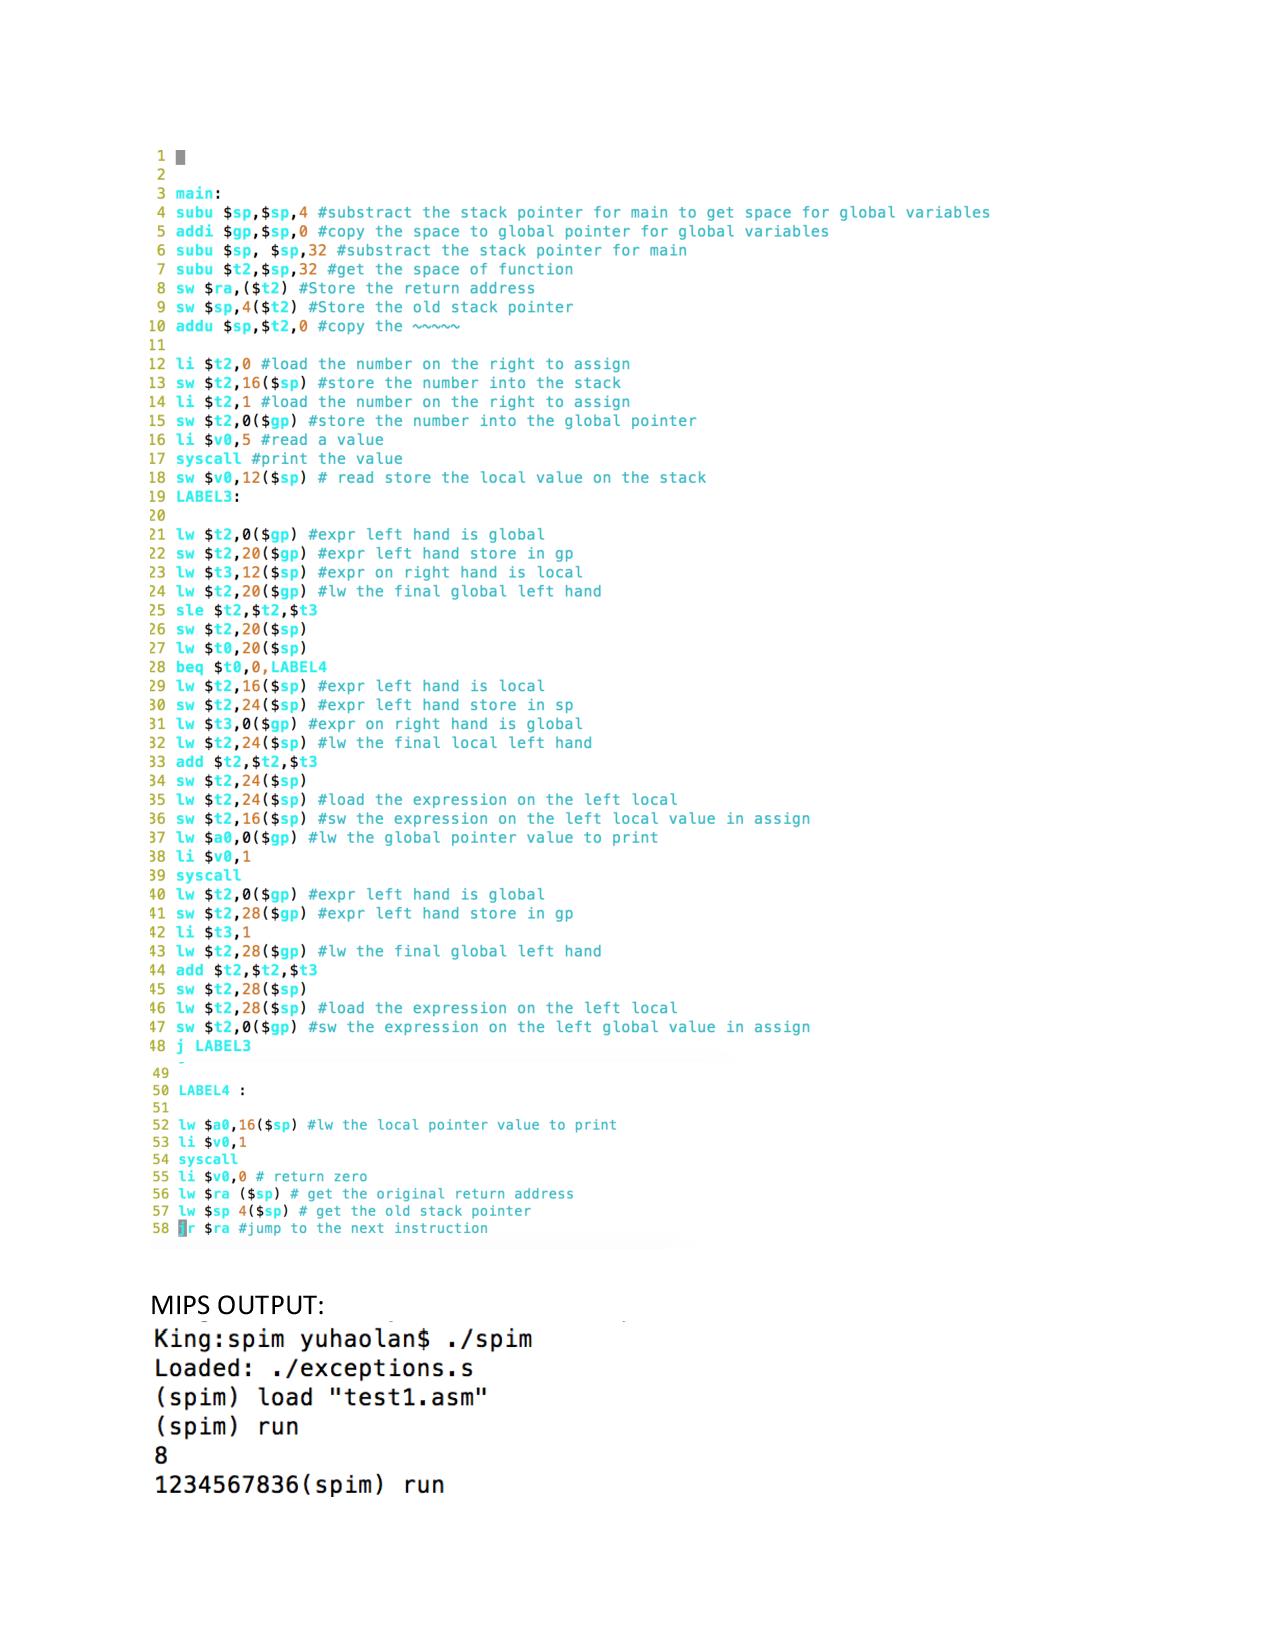 1
2
3 main:
4 subu $sp,$sp,4 #substract the stack pointer for main to get space for global variables
5 addi $gp,$sp,0 #copy the space to global pointer for global variables
6 subu $sp, $sp,32 #substract the stack pointer for main
7 subu $t2,$sp,32 #get the space of function
8 sw $ra,($t2) #Store the return address
9 sw $sp,4($t2) #Store the old stack pointer
10 addu $sp,$t2,0 #copy the ~~~~~
11
12 li $t2,0 #load the number on the right to assign
13 sw $t2,16($sp) #store the number into the stack
14 li $t2,1 #load the number on the right to assign
15 sw $t2,0($gp) #store the number into the global pointer
16 li $v0,5 #read a value
17 syscall #print the value
18 sw $v0,12($sp) # read store the local value on the stack
19 LABEL3:
20
21 lw $t2,0($gp) #expr left hand is global
22 sw $t2,20($gp) #expr left hand store in gp
23 lw $t3,12($sp) #expr on right hand is local
24 lw $t2,20($gp) #lw the final global left hand
25 sle $t2,$t2,$t3
26 sw $t2,20($sp)
27 lw $t0,20($sp)
28 beq $t0,0,LABEL4
29 lw $t2,16($sp) #expr left hand is local
30 sw $t2,24($sp) #expr left hand store in sp
31 lw $t3,0($gp) #expr on right hand is global
32 lw $t2,24($sp) #lw the final local left hand
33 add $t2,$t2,$t3
34 sw $t2,24($sp)
35 lw $t2,24($sp) #load the expression on the left local
36 sw $t2,16($sp) #sw the expression on the left local value in assign
37 lw $a0,0($gp) #lw the global pointer value to print
38 li $v0,1
39 syscall
40 lw $t2,0($gp) #expr left hand is global
41 sw $t2,28($gp) #expr left hand store in gp
42 li $t3,1
43 lw $t2,28($gp) #lw the final global left hand
44 add $t2,$t2,$t3
45 sw $t2,28($sp)
46 lw $t2,28($sp) #load the expression on the left local
47 sw $t2,0($gp) #sw the expression on the left global value in assign
48 j LABEL3
49
50 LABEL4 :
51
52 lw $a0,16($sp) #lw the local pointer value to print
53 li $v0,1
54 syscall
55 li $v0,0 # return zero
56 lw $ra ($sp) # get the original return address
57 lw $sp 4($sp) # get the old stack pointer
58 jr $ra #jump to the next instruction
MIPS OUTPUT:
King:spim yuhaolan$ ./spim
Loaded: ./exceptions.s
(spim) load "test1.asm"
(spim) run
8
1234567836(spim) run